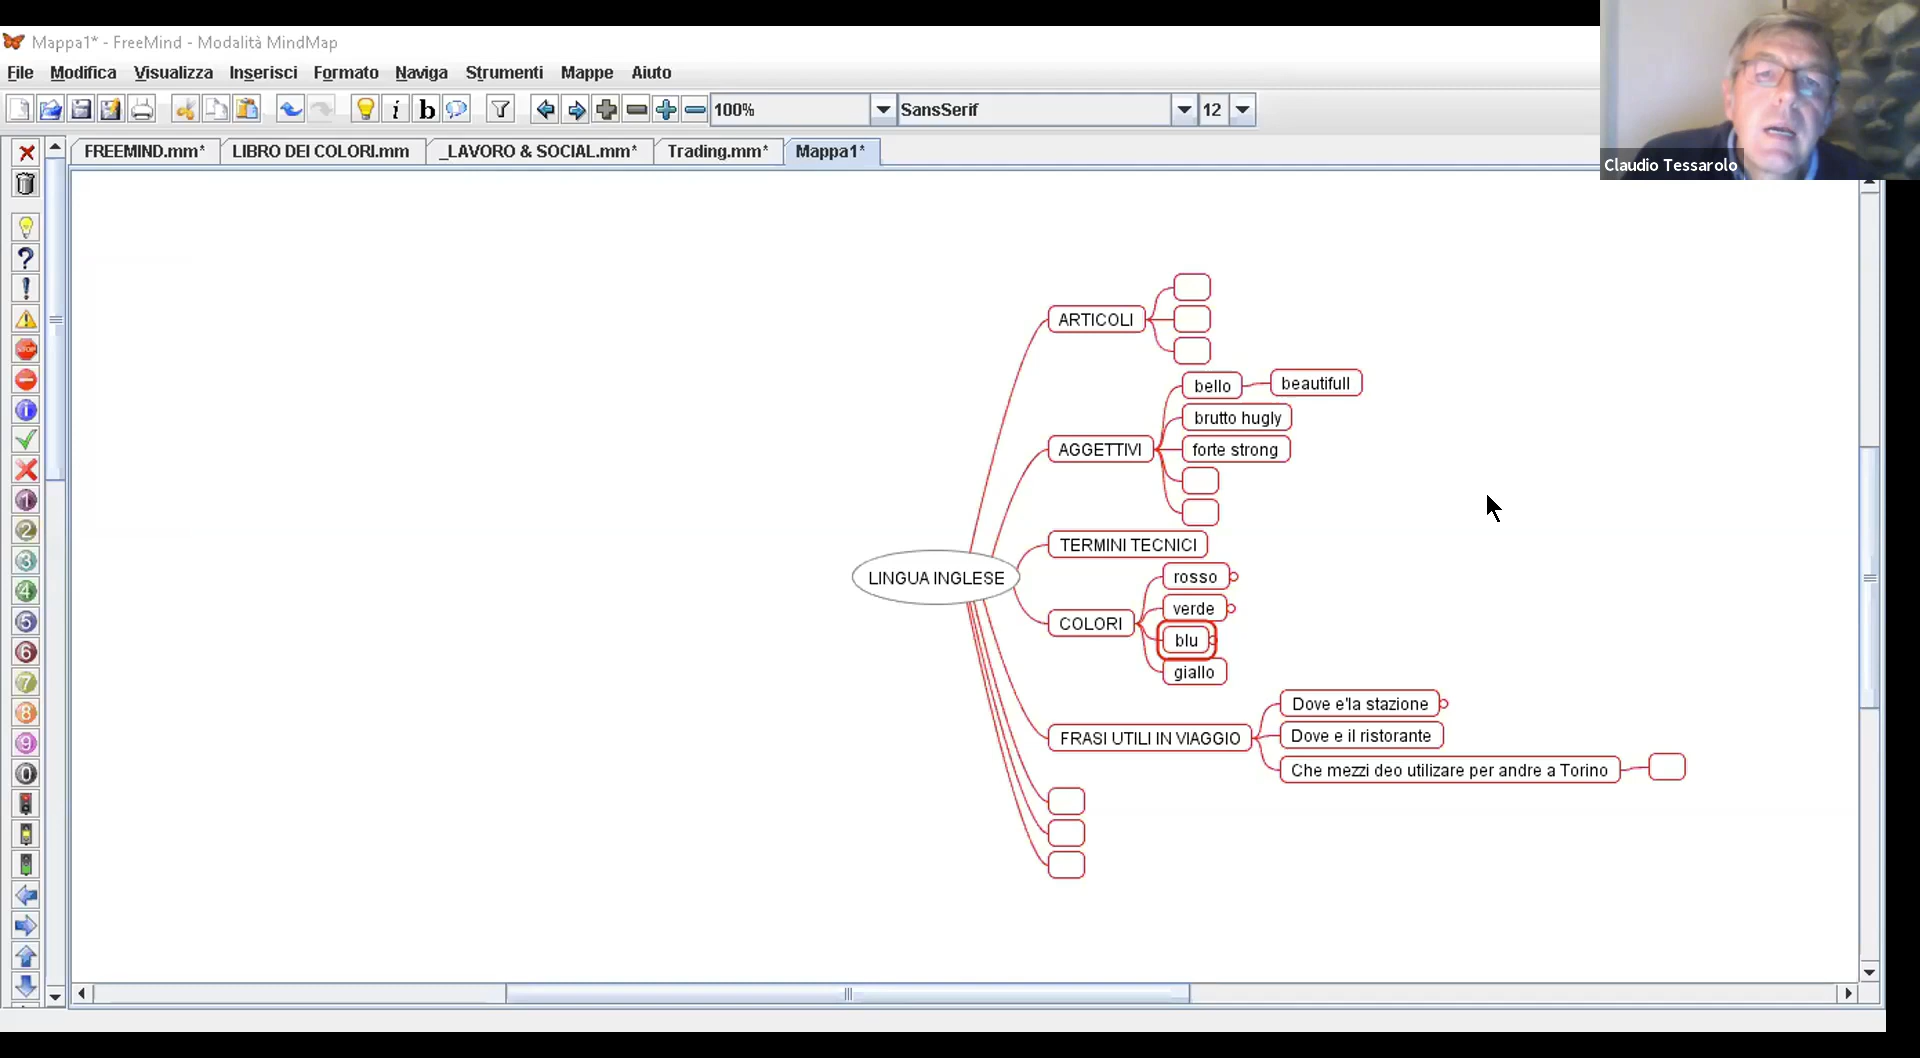 Mappa1* - FreeMind - Modalità MindMap
File Modifica Visualizza Inserisci Formato Naviga Strumenti Mappe Aiuto
100% SansSerif 12
FREEMIND.mm* LIBRO DEI COLORI.mm _LAVORO & SOCIAL.mm* Trading.mm* Mappa1*
Claudio Tessarolo
LINGUA INGLESE
ARTICOLI
AGGETTIVI
bello beautifull
brutto hugly
forte strong
TERMINI TECNICI
COLORI
rosso
verde
blu
giallo
FRASI UTILI IN VIAGGIO
Dove e'la stazione
Dove e il ristorante
Che mezzi deo utilizare per andre a Torino